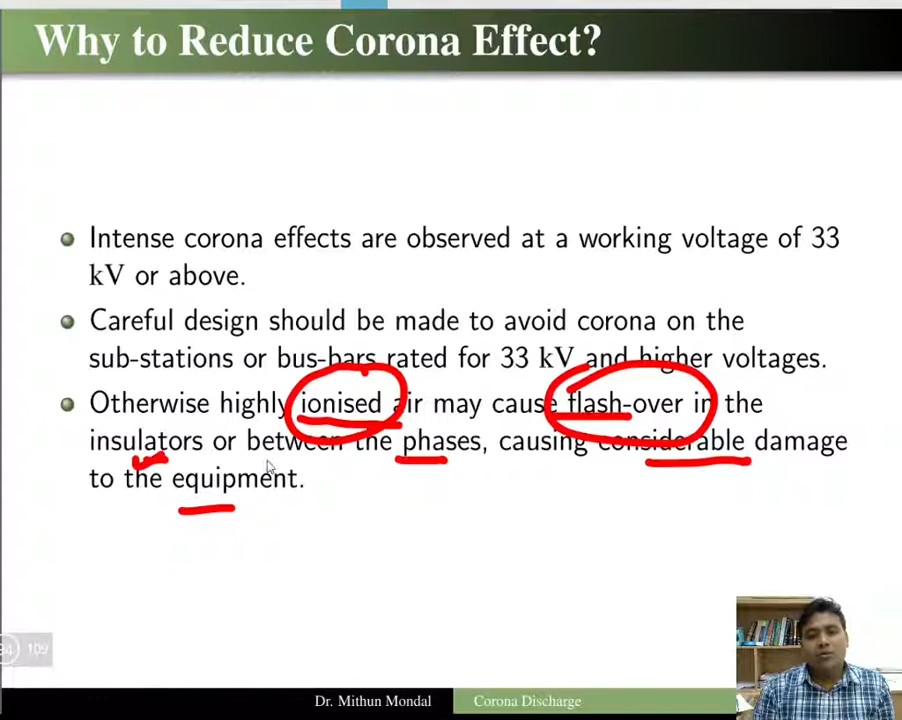 Why to Reduce Corona Effect?
Intense corona effects are observed at a working voltage of 33
kV or above.
Careful design should be made to avoid corona on the
sub-stations or bus-bars rated for 33 kV and higher voltages.
Otherwise highly ionised air may cause flash-over in the
insulators or between the phases, causing considerable damage
to the equipment.
94 109
Dr. Mithun Mondal
Corona Discharge